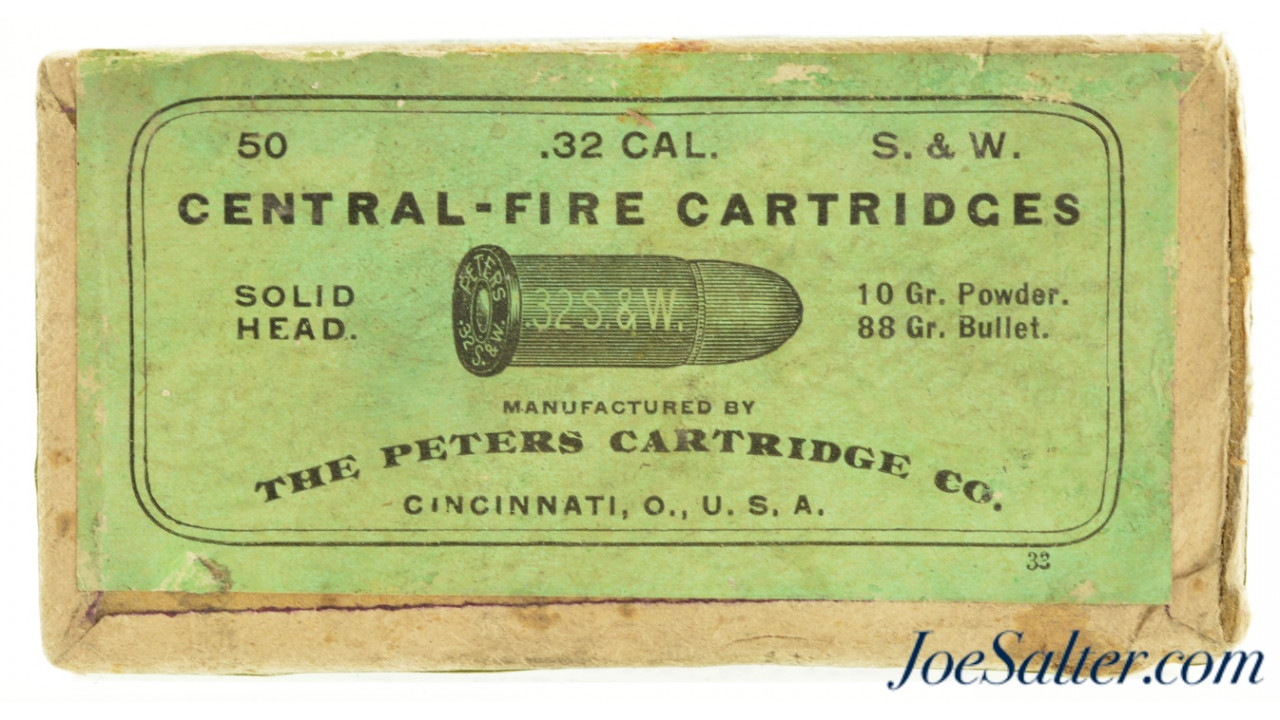 50 .32 CAL. S. & W.
CENTRAL-FIRE CARTRIDGES
SOLID
HEAD.
PETERS
.32 S. & W.
.32 S. & W.
10 Gr. Powder.
88 Gr. Bullet.
MANUFACTURED BY
THE PETERS CARTRIDGE CO.
CINCINNATI, O., U. S. A.
JoeSalter.com